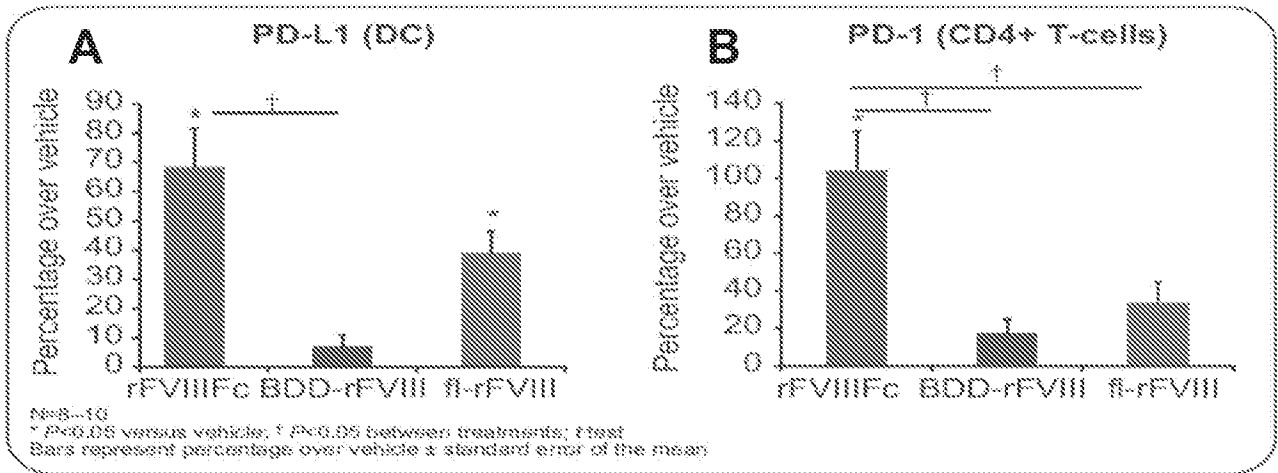 A
PD-L1 (DC)
Percentage over vehicle
90
80
70
60
50
40
30
20
10
0
*
†
*
rFVIIIFc BDD-rFVIII fl-rFVIII
B
PD-1 (CD4+ T-cells)
Percentage over vehicle
140
120
100
80
60
40
20
0
*
†
†
rFVIIIFc BDD-rFVIII fl-rFVIII
N=8–10
* P<0.05 versus vehicle; † P<0.05 between treatments; t test
Bars represent percentage over vehicle ± standard error of the mean